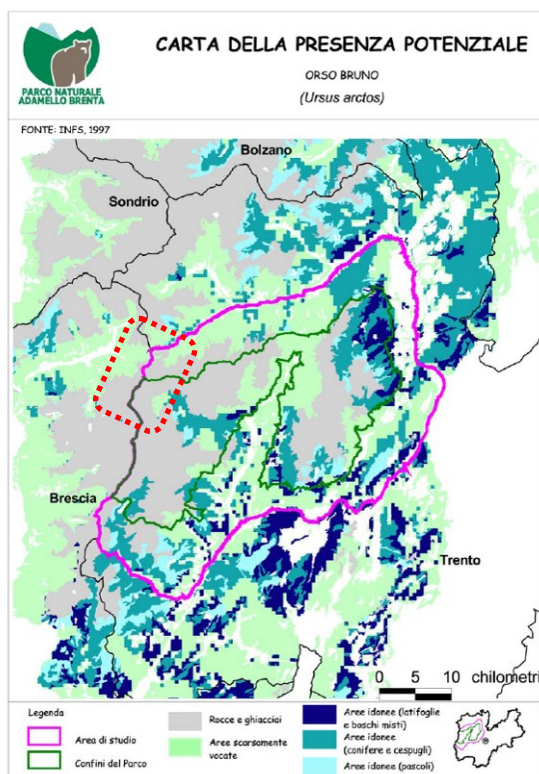 CARTA DELLA PRESENZA POTENZIALE
ORSO BRUNO
(Ursus arctos)
PARCO NATURALE
ADAMELLO BRENTA
FONTE: INFS, 1997
Bolzano
Sondrio
Brescia
Trento
0 5 10 chilometri
Legenda
Area di studio
Confini del Parco
Rocce e ghiacciai
Aree scarsamente
vocate
Aree idonee (latifoglie
e boschi misti)
Aree idonee
(conifere e cespugli)
Aree idonee (pascoli)